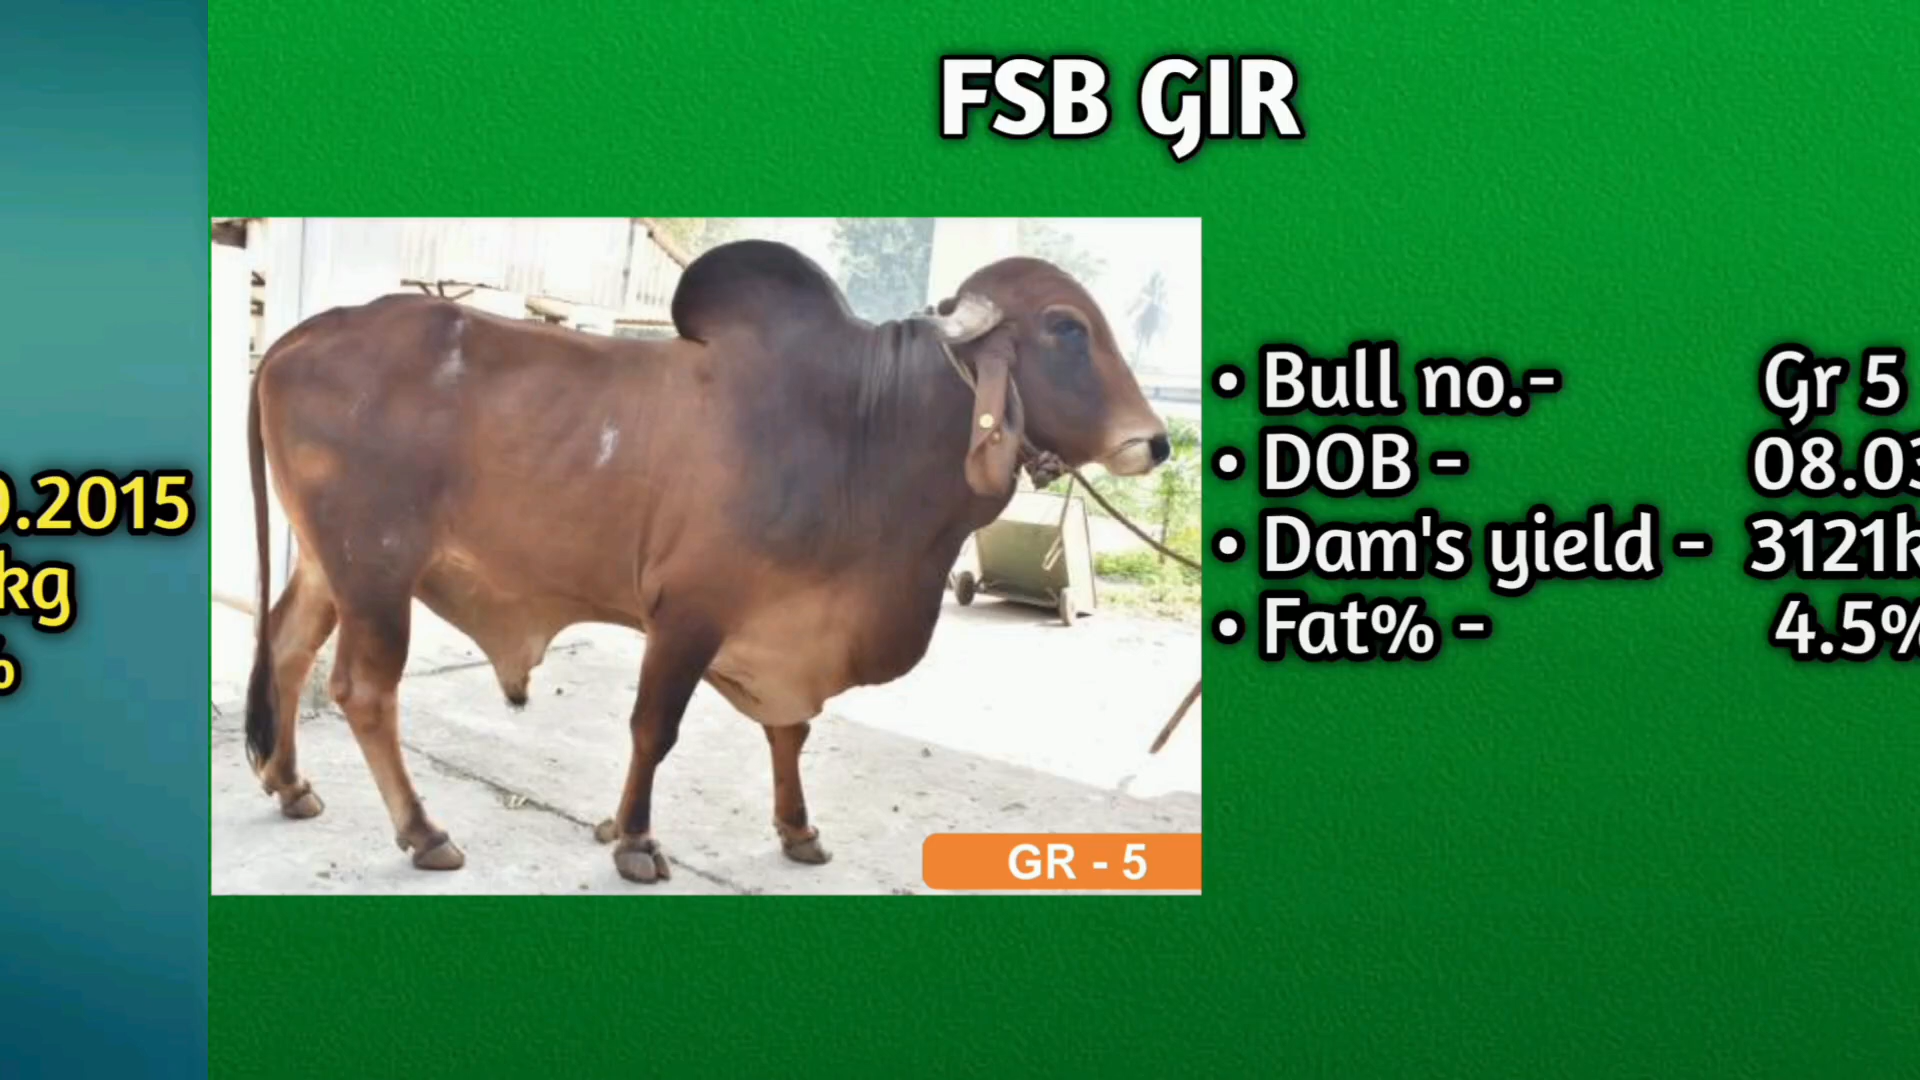 0.2015
kg
%
FSB GIR
• Bull no.- Gr 5
• DOB - 08.03
• Dam's yield - 3121k
• Fat% - 4.5%
GR - 5